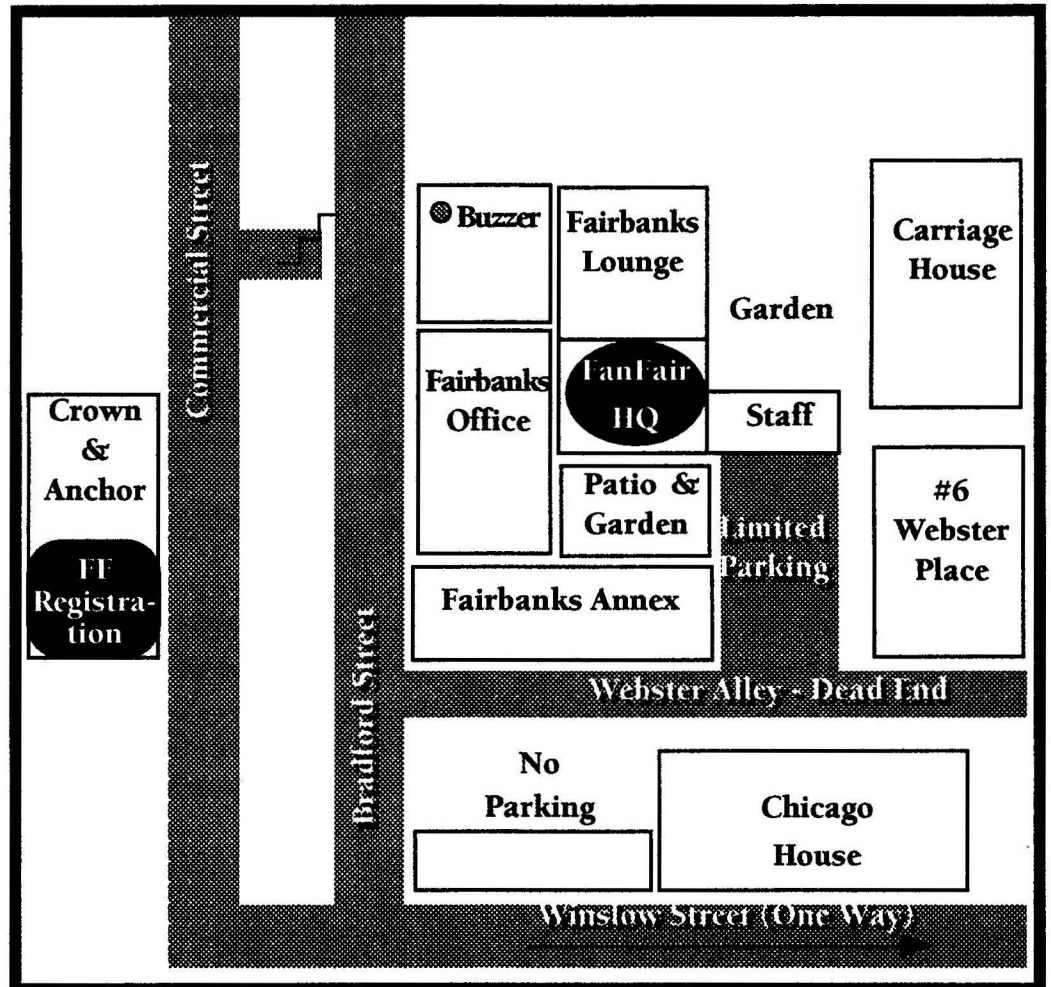 Commercial Street
Bradford Street
Buzzer
Fairbanks
Lounge
Carriage
House
Garden
Crown
&
Anchor
FF
Registra-
tion
Fairbanks
Office
FanFair
HQ
Staff
Patio &
Garden
Limited
Parking
#6
Webster
Place
Fairbanks Annex
Webster Alley - Dead End
No
Parking
Chicago
House
Winslow Street (One Way)